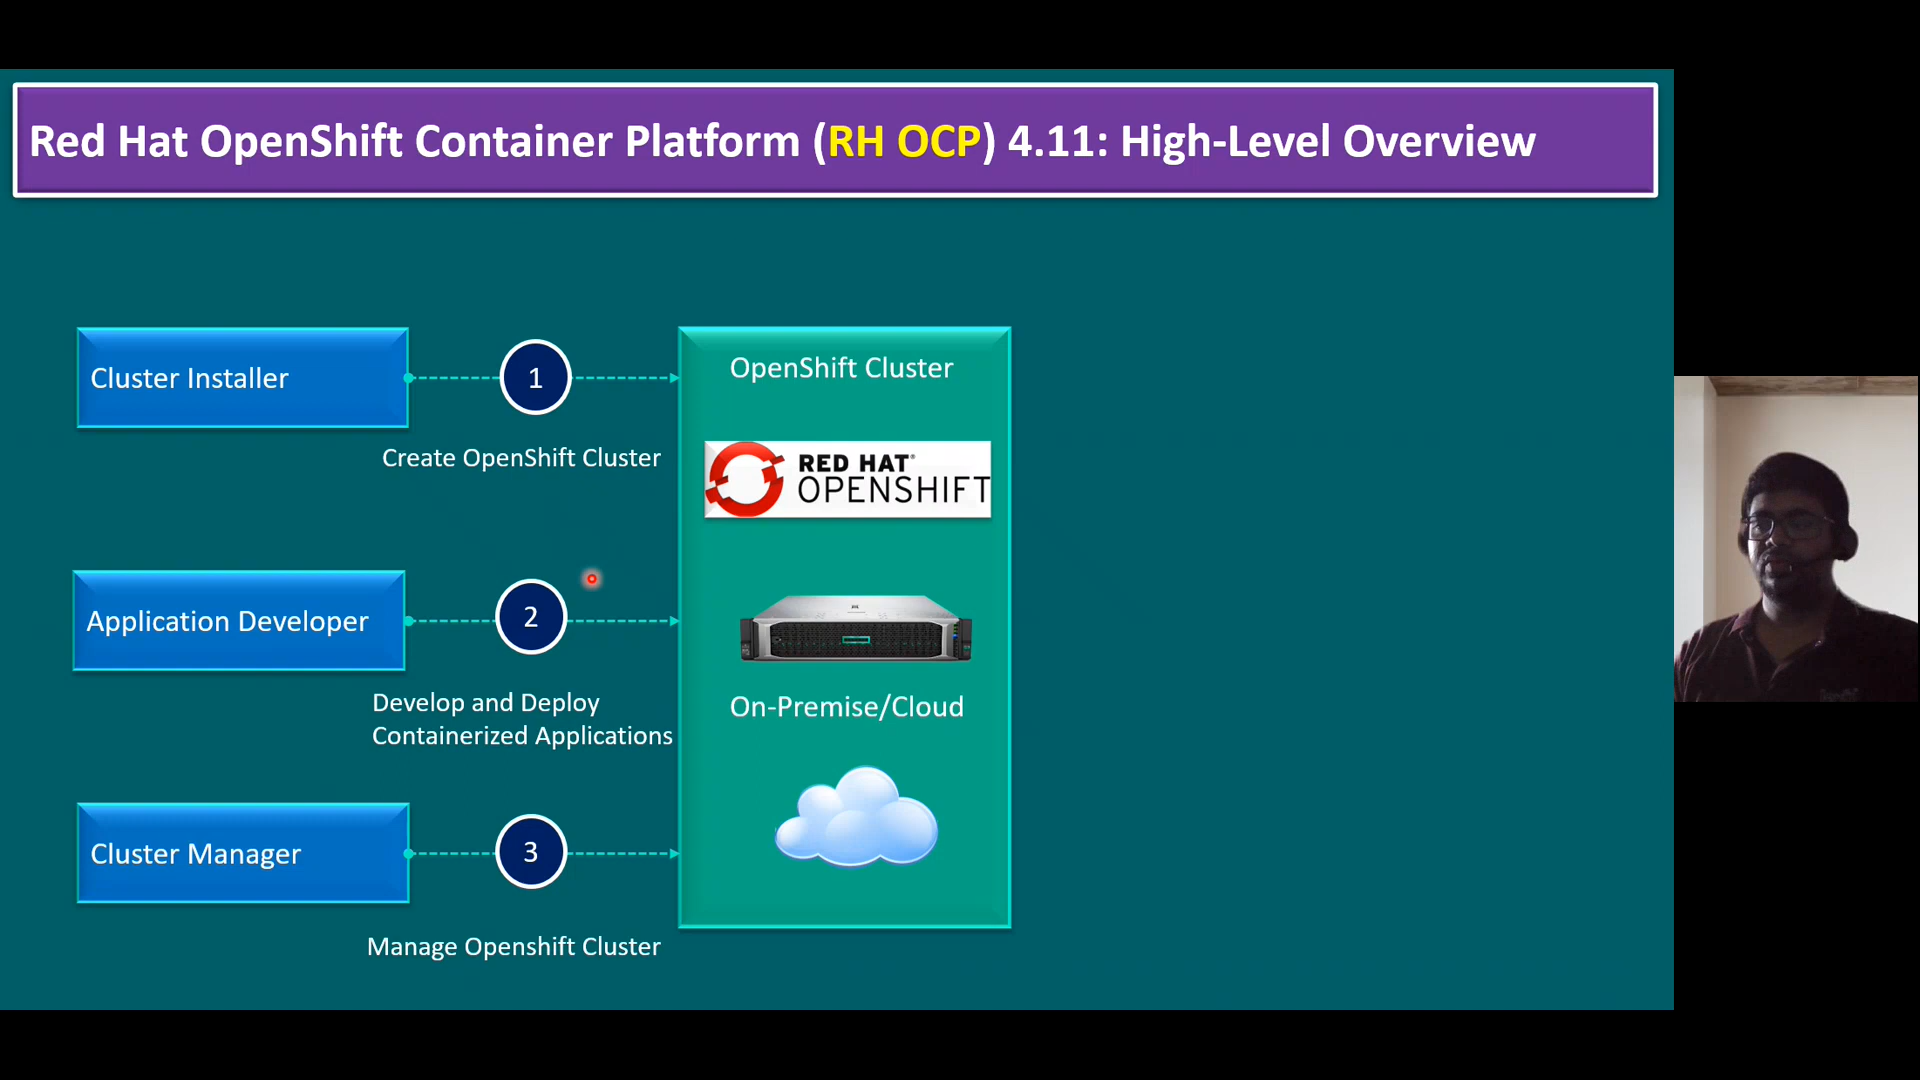 Red Hat OpenShift Container Platform (RH OCP) 4.11: High-Level Overview
Cluster Installer
1
Create OpenShift Cluster
Application Developer
2
Develop and Deploy
Containerized Applications
Cluster Manager
3
Manage Openshift Cluster
OpenShift Cluster
RED HAT®
OPENSHIFT
On-Premise/Cloud